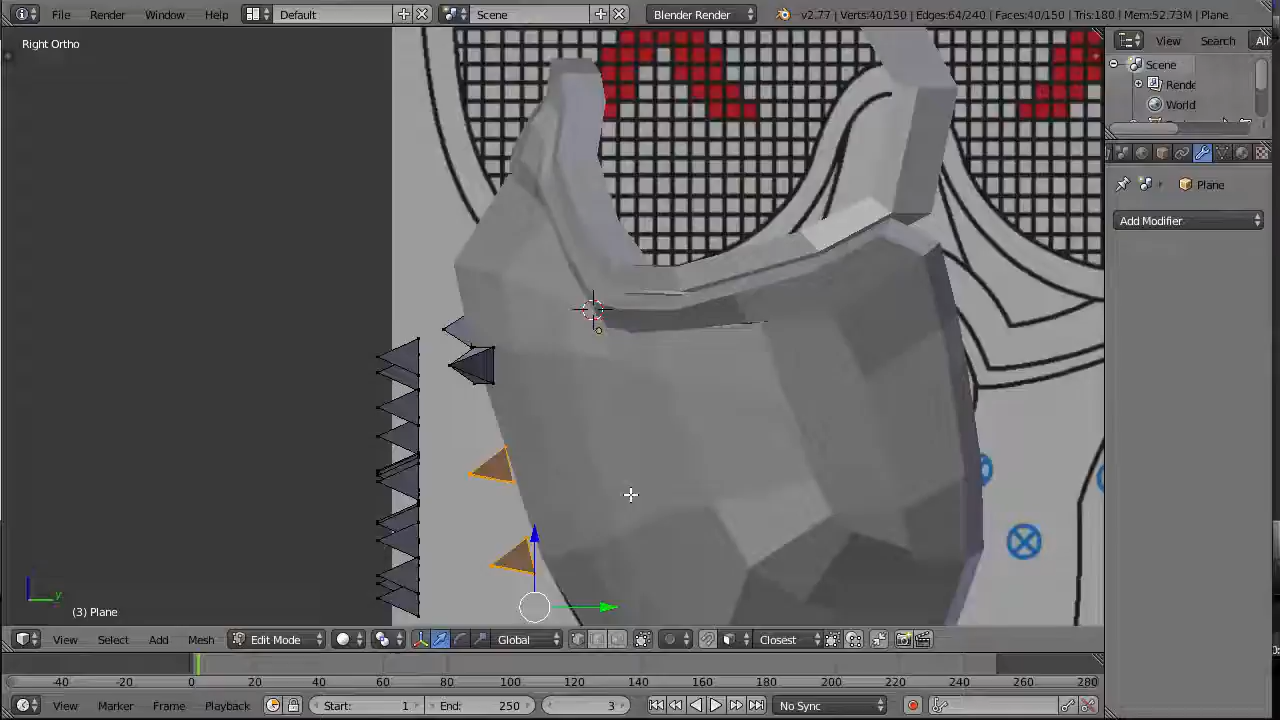 File Render Window Help Default Scene Blender Render v2.77 | Verts:40/150 | Edges:64/240 | Faces:40/150 | Tris:180 | Mem:52.73M | Plane
Right Ortho
View Search All
Scene
Rende
World
Plane
Add Modifier
y
(3) Plane
View Select Add Mesh Edit Mode Global Closest
-40 -20 0 20 40 60 80 100 120 140 160 180 200 220 240 260 280
View Marker Frame Playback Start: 1 End: 250 3 No Sync